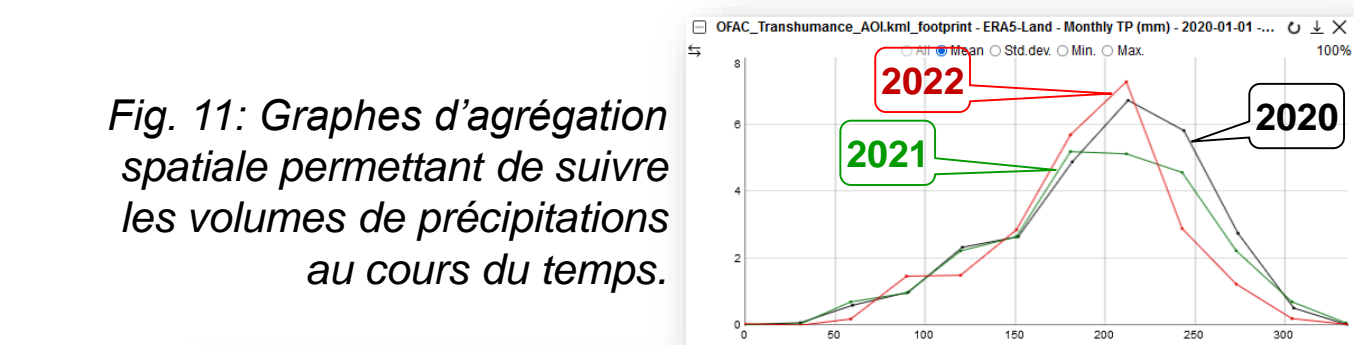 Fig. 11: Graphes d’agrégation
spatiale permettant de suivre
les volumes de précipitations
au cours du temps.
OFAC_Transhumance_AOI.kml_footprint - ERA5-Land - Monthly TP (mm) - 2020-01-01 -...
All Mean Std.dev. Min. Max.
100%
8
6
4
2
0
2022
2021
2020
0 50 100 150 200 250 300